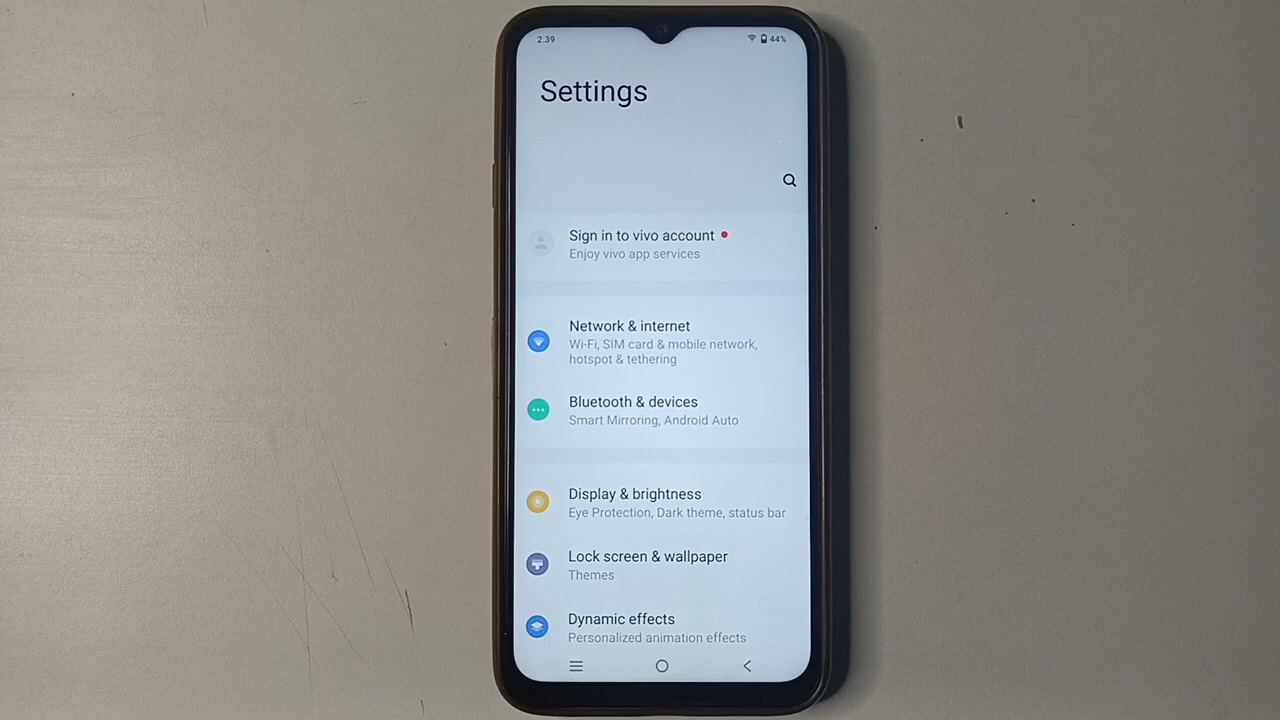 2:39
44%
Settings
Sign in to vivo account
Enjoy vivo app services
Network & internet
Wi-Fi, SIM card & mobile network,
hotspot & tethering
Bluetooth & devices
Smart Mirroring, Android Auto
Display & brightness
Eye Protection, Dark theme, status bar
Lock screen & wallpaper
Themes
Dynamic effects
Personalized animation effects